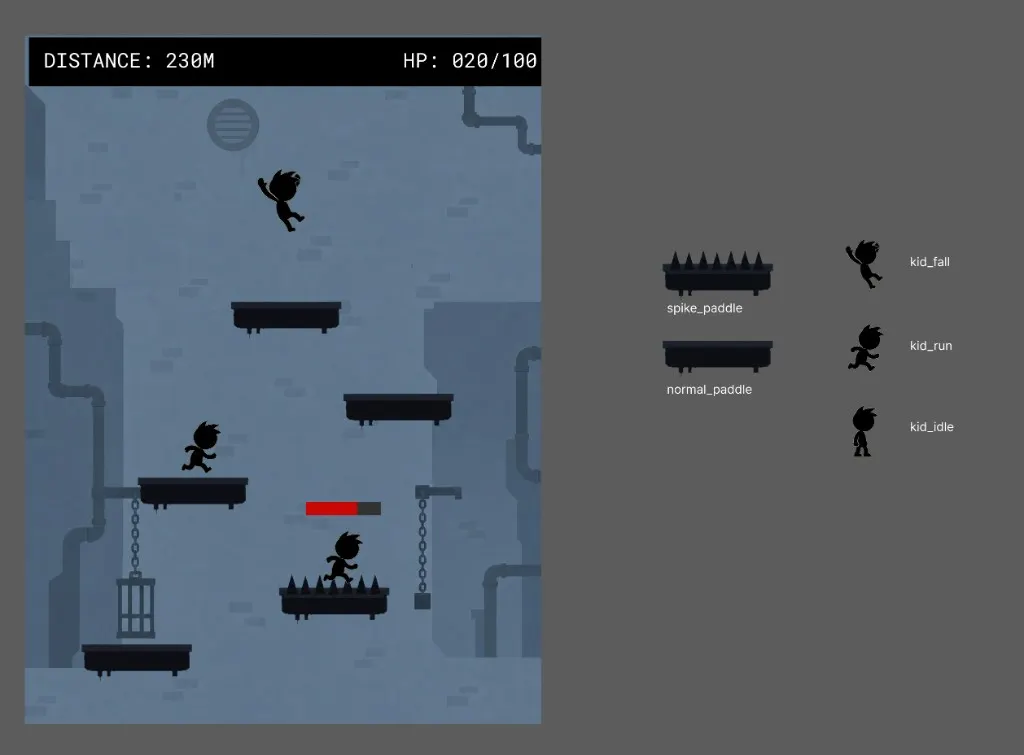 DISTANCE: 230M
HP: 020/100
kid_fall
spike_paddle
kid_run
normal_paddle
kid_idle